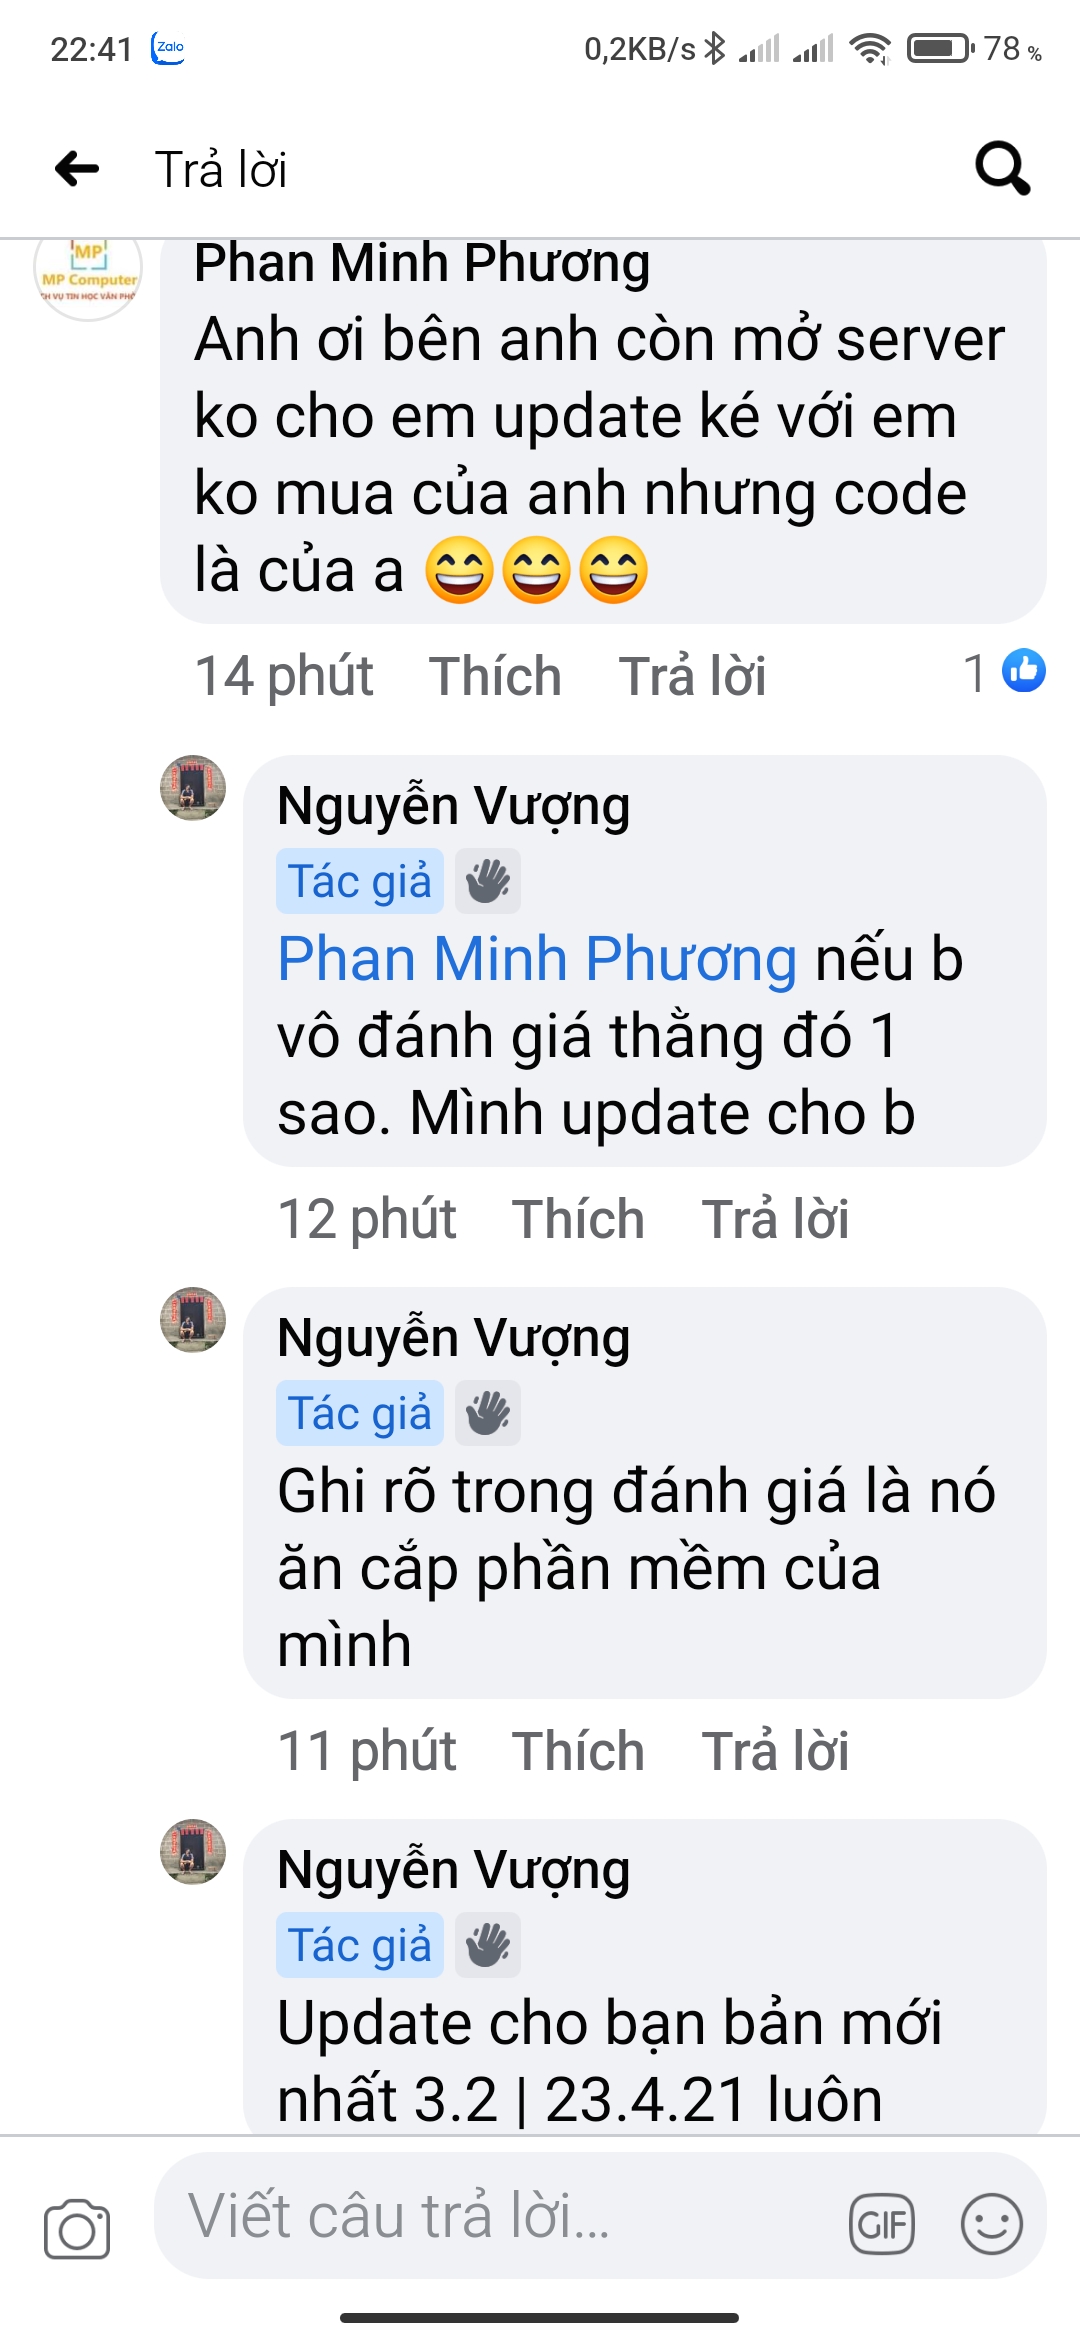 22:41 Zalo 0,2KB/s 78 %
Trả lời
MP
MP Computer
Phan Minh Phương
Anh ơi bên anh còn mở server
ko cho em update ké với em
ko mua của anh nhưng code
là của a 😄😄😄
14 phút Thích Trả lời 1
Nguyễn Vượng
Tác giả
Phan Minh Phương nếu b
vô đánh giá thằng đó 1
sao. Mình update cho b
12 phút Thích Trả lời
Nguyễn Vượng
Tác giả
Ghi rõ trong đánh giá là nó
ăn cắp phần mềm của
mình
11 phút Thích Trả lời
Nguyễn Vượng
Tác giả
Update cho bạn bản mới
nhất 3.2 | 23.4.21 luôn
Viết câu trả lời... GIF